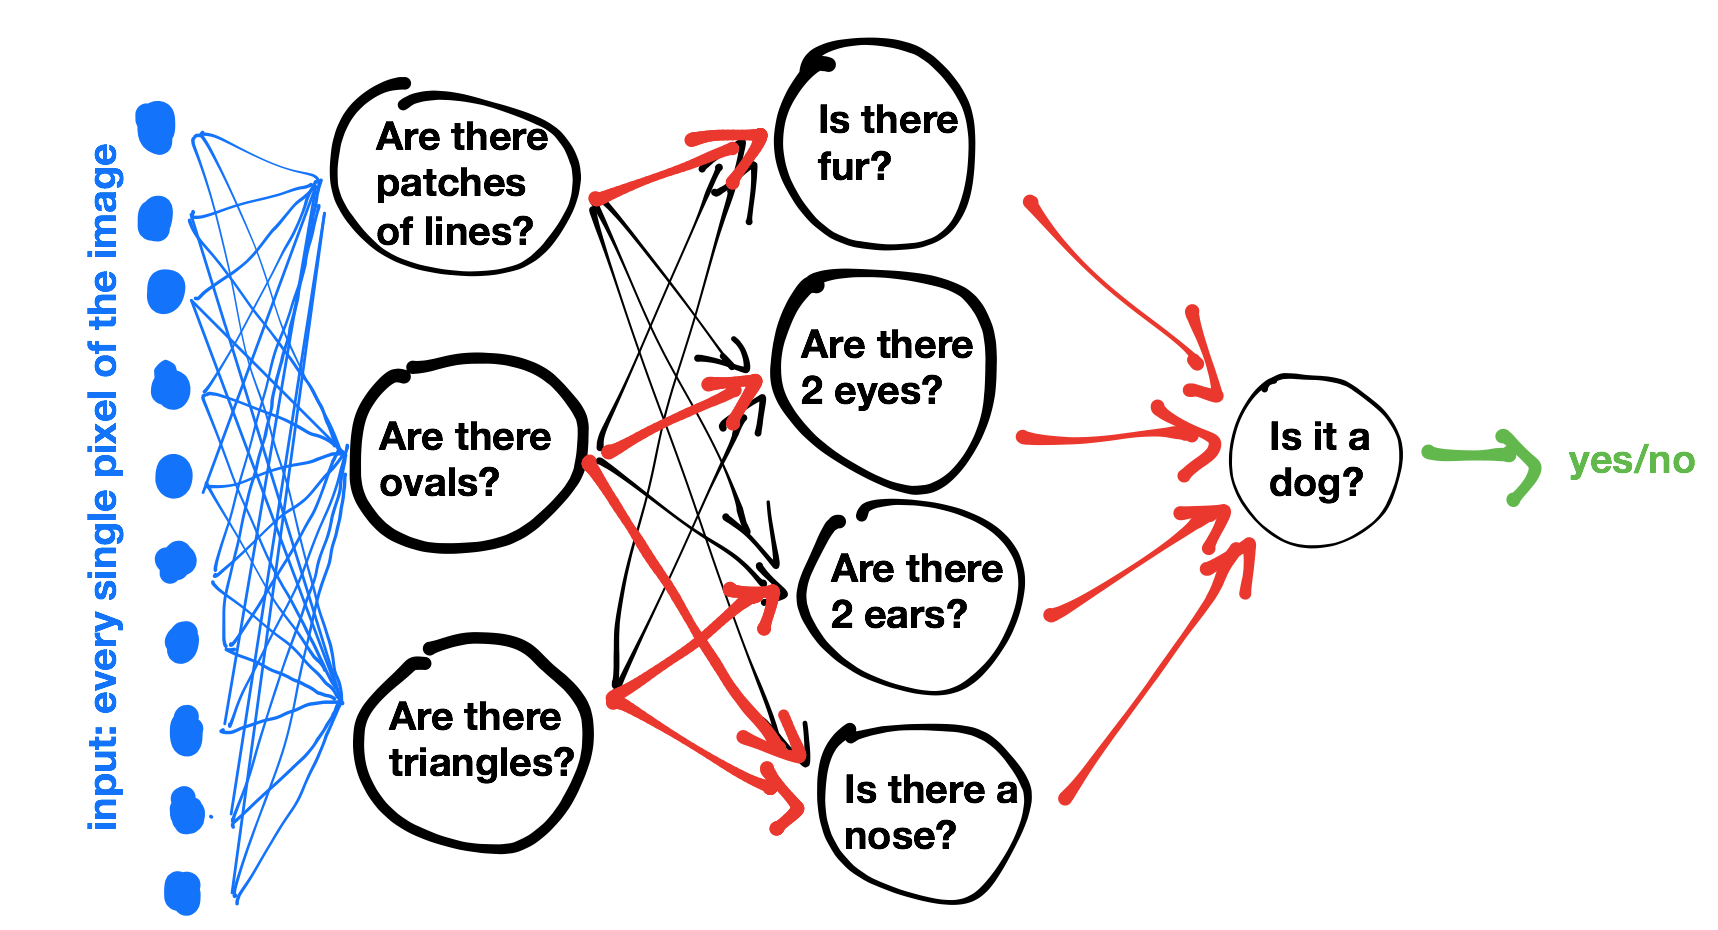 input: every single pixel of the image
Are there
patches
of lines?
Are there
ovals?
Are there
triangles?
Is there
fur?
Are there
2 eyes?
Are there
2 ears?
Is there a
nose?
Is it a
dog?
yes/no